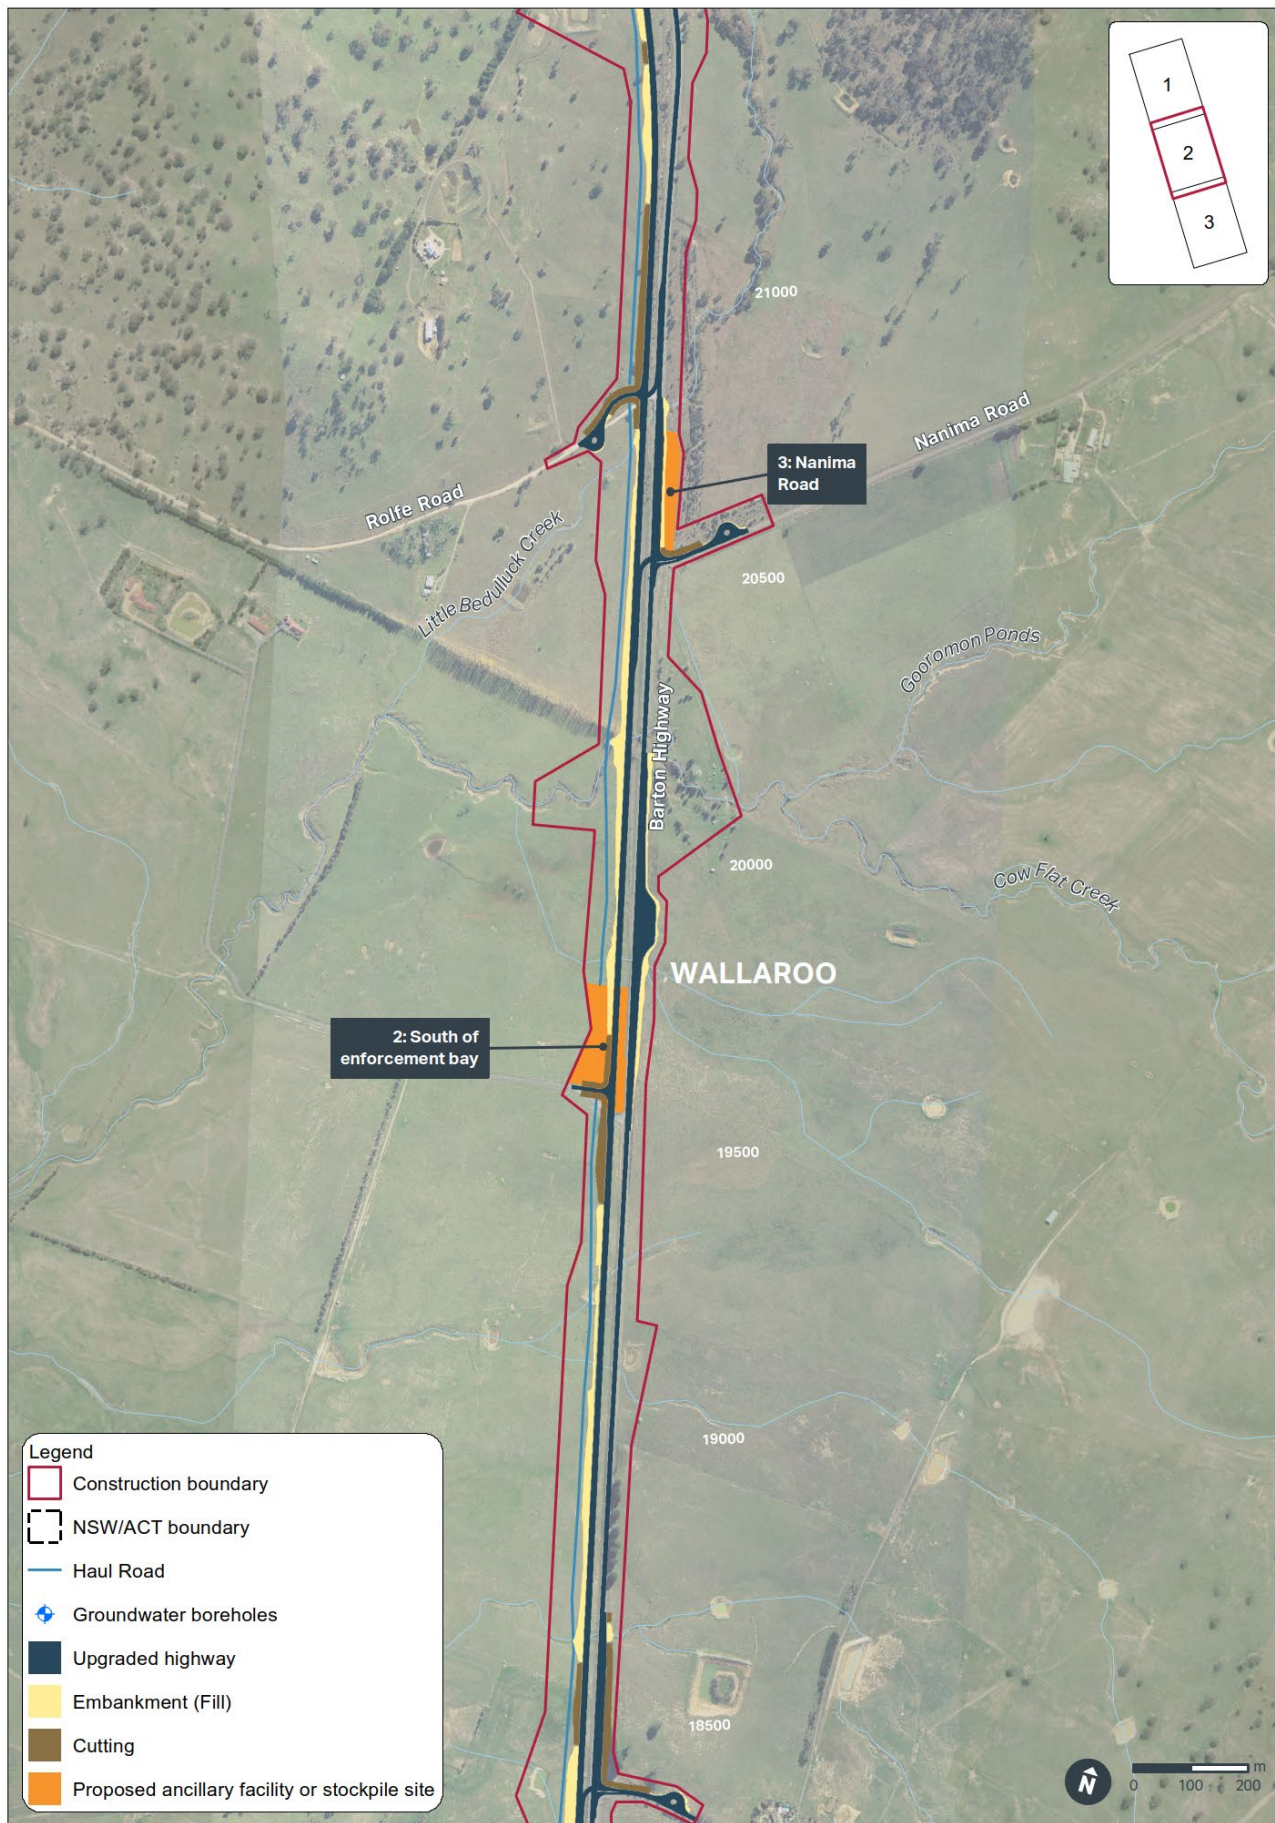 1
2
3
21000
Nanima Road
3: Nanima
Road
Rolfe Road
Little Bedulluck Creek
20500
Gooromon Ponds
Barton Highway
20000
Cow Flat Creek
WALLAROO
2: South of
enforcement bay
19500
19000
18500
Legend
Construction boundary
NSW/ACT boundary
Haul Road
Groundwater boreholes
Upgraded highway
Embankment (Fill)
Cutting
Proposed ancillary facility or stockpile site
N
m
0 100 200